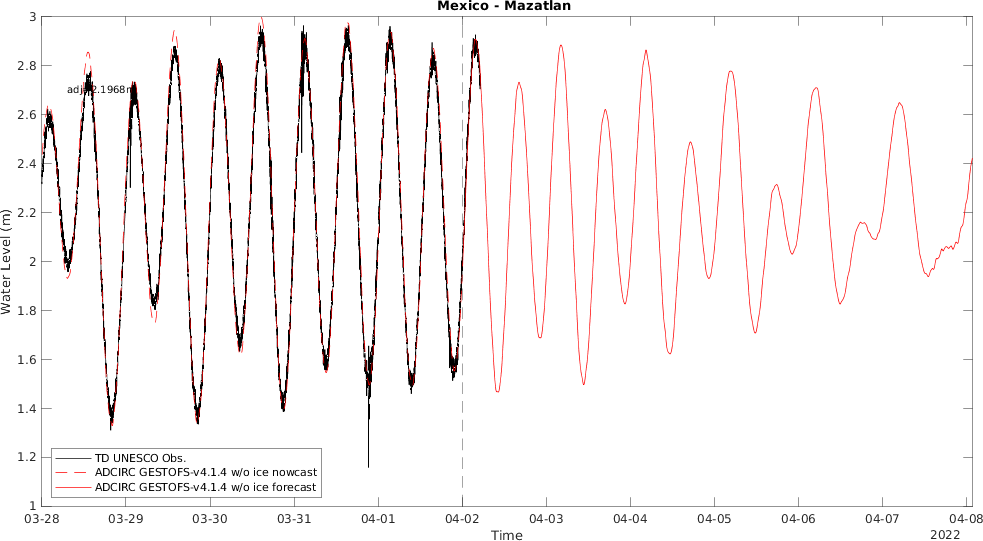 Mexico - Mazatlan
3
2.8
2.6
2.4
2.2
2
1.8
1.6
1.4
1.2
1
Water Level (m)
TD UNESCO Obs.
ADCIRC GESTOFS-v4.1.4 w/o ice nowcast
ADCIRC GESTOFS-v4.1.4 w/o ice forecast
03-28 03-29 03-30 03-31 04-01 04-02 04-03 04-04 04-05 04-06 04-07 04-08
Time
2022